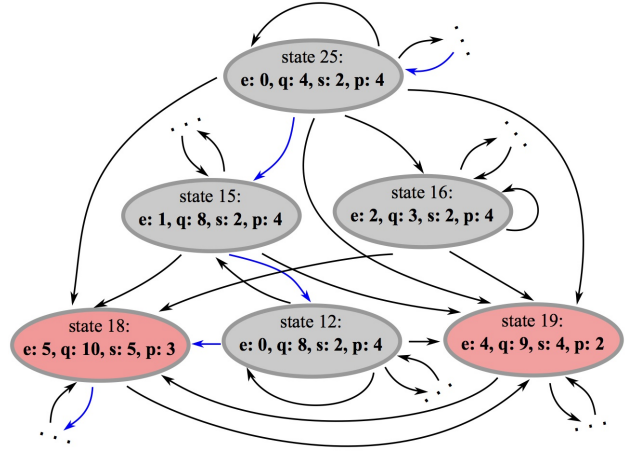 state 25:
e: 0, q: 4, s: 2, p: 4
state 15:
e: 1, q: 8, s: 2, p: 4
state 16:
e: 2, q: 3, s: 2, p: 4
state 18:
e: 5, q: 10, s: 5, p: 3
state 12:
e: 0, q: 8, s: 2, p: 4
state 19:
e: 4, q: 9, s: 4, p: 2